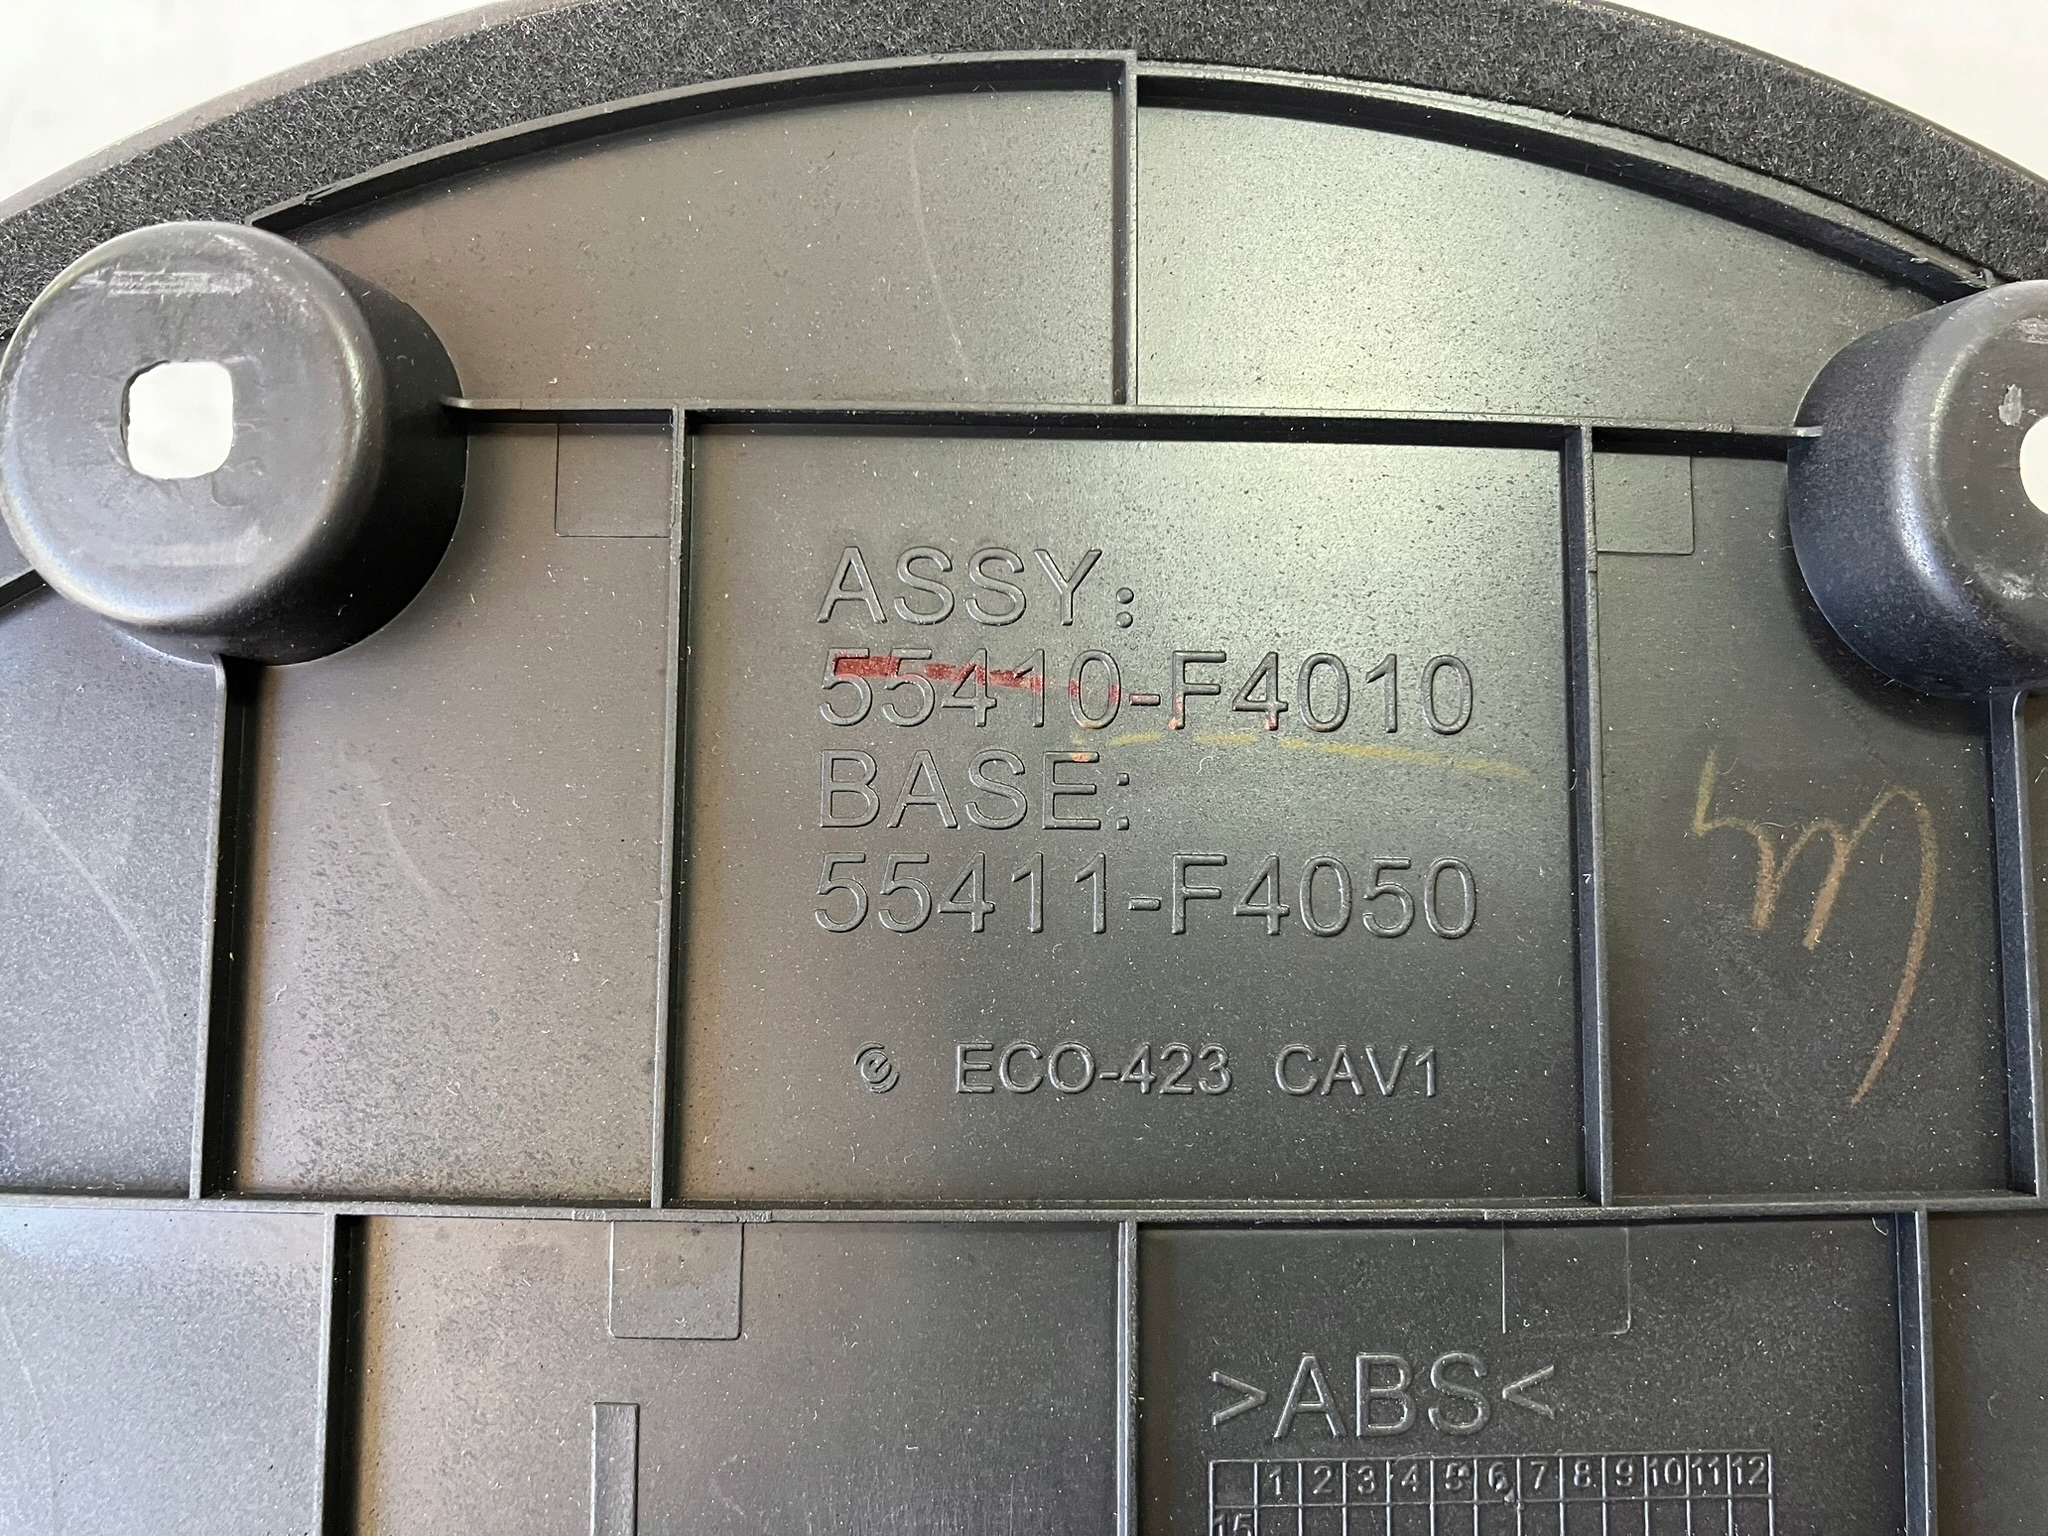 ASSY:
55410-F4010
BASE:
55411-F4050
ECO-423 CAV1
>ABS<
1 2 3 4 5 6 7 8 9 10 11 12
15